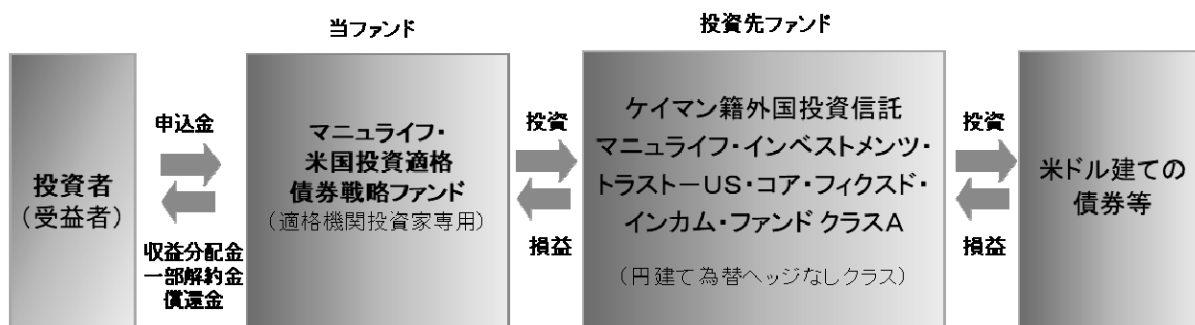 当ファンド
投資先ファンド
投資者
（受益者）
申込金
収益分配金
一部解約金
償還金
マニュライフ・
米国投資適格
債券戦略ファンド
（適格機関投資家専用）
投資
損益
ケイマン籍外国投資信託
マニュライフ・インベストメンツ・
トラストーUS・コア・フィクスド・
インカム・ファンド クラスA
（円建て為替ヘッジなしクラス）
投資
損益
米ドル建ての
債券等